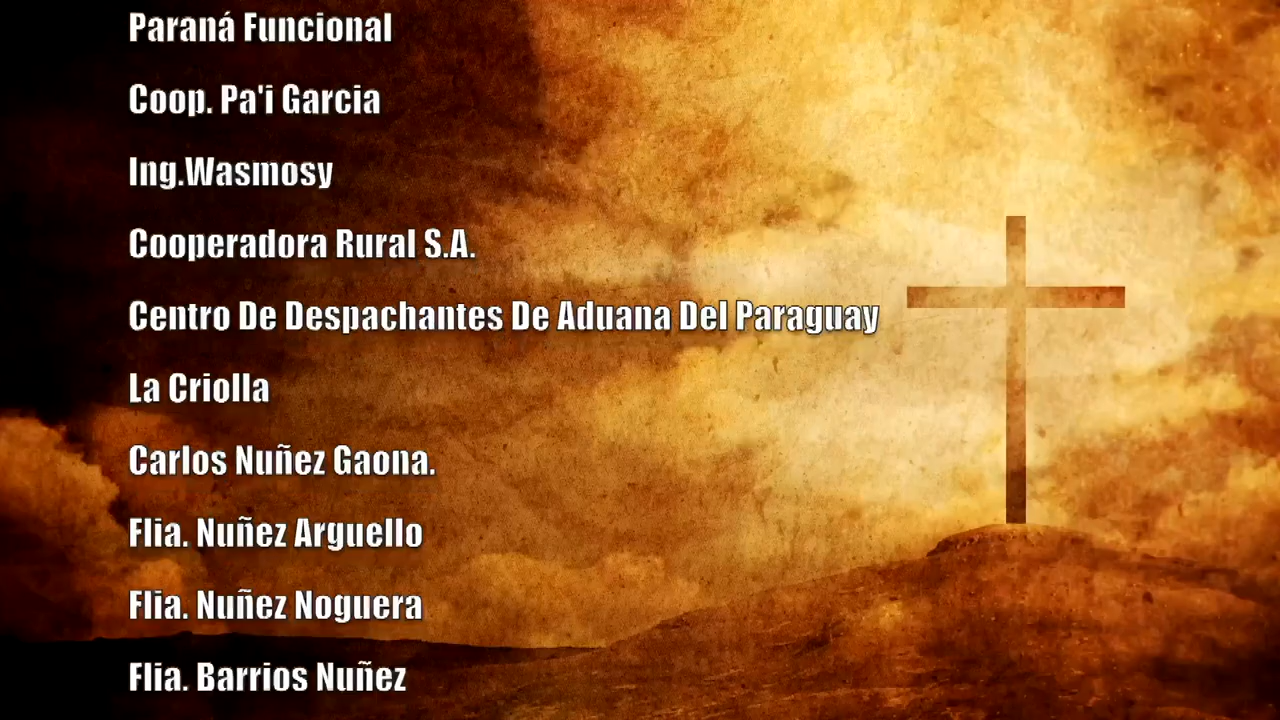 Paraná Funcional
Coop. Pa'i Garcia
Ing.Wasmosy
Cooperadora Rural S.A.
Centro De Despachantes De Aduana Del Paraguay
La Criolla
Carlos Nuñez Gaona.
Flia. Nuñez Arguello
Flia. Nuñez Noguera
Flia. Barrios Nuñez